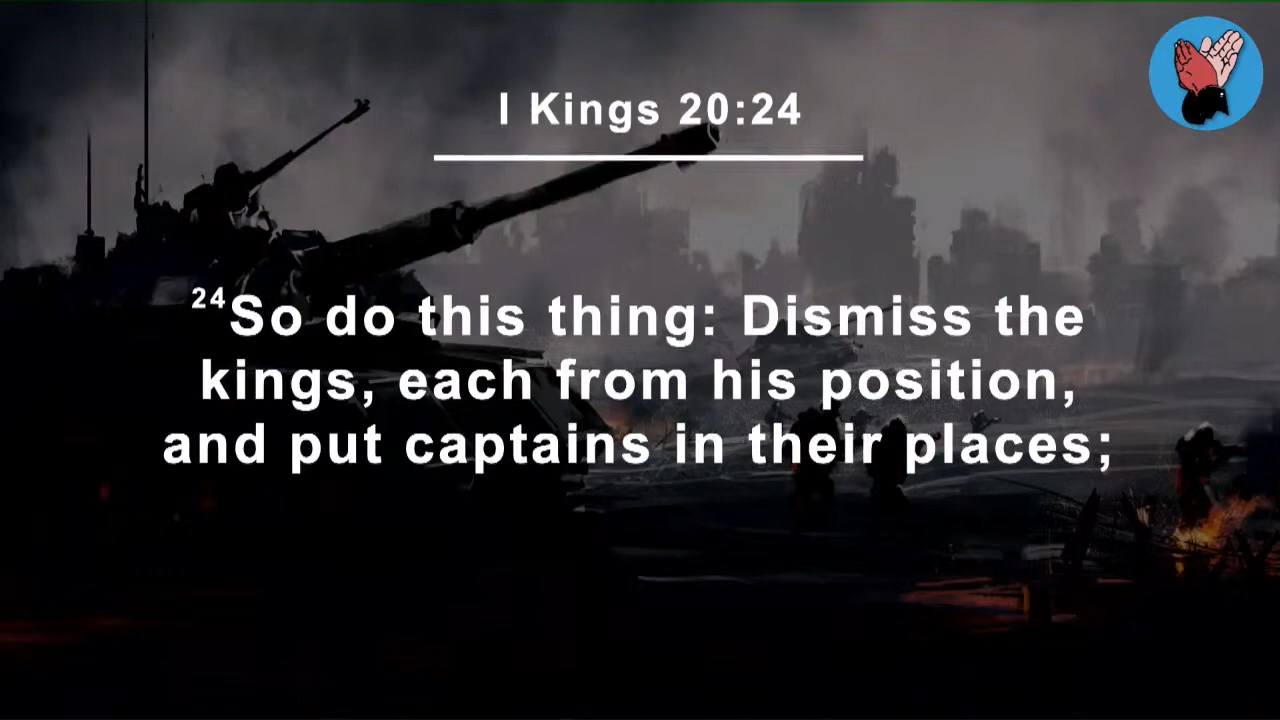 I Kings 20:24
24So do this thing: Dismiss the
kings, each from his position,
and put captains in their places;